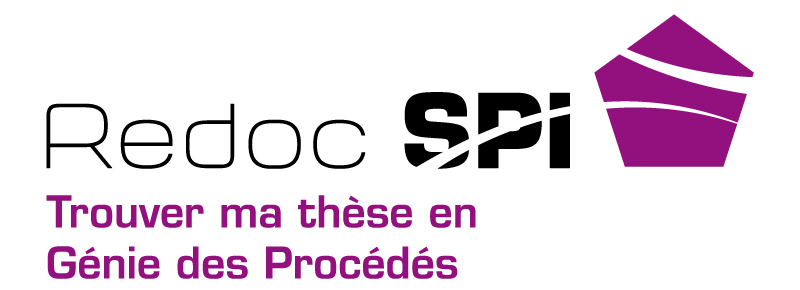 Redoc SPI
Trouver ma thèse en
Génie des Procédés